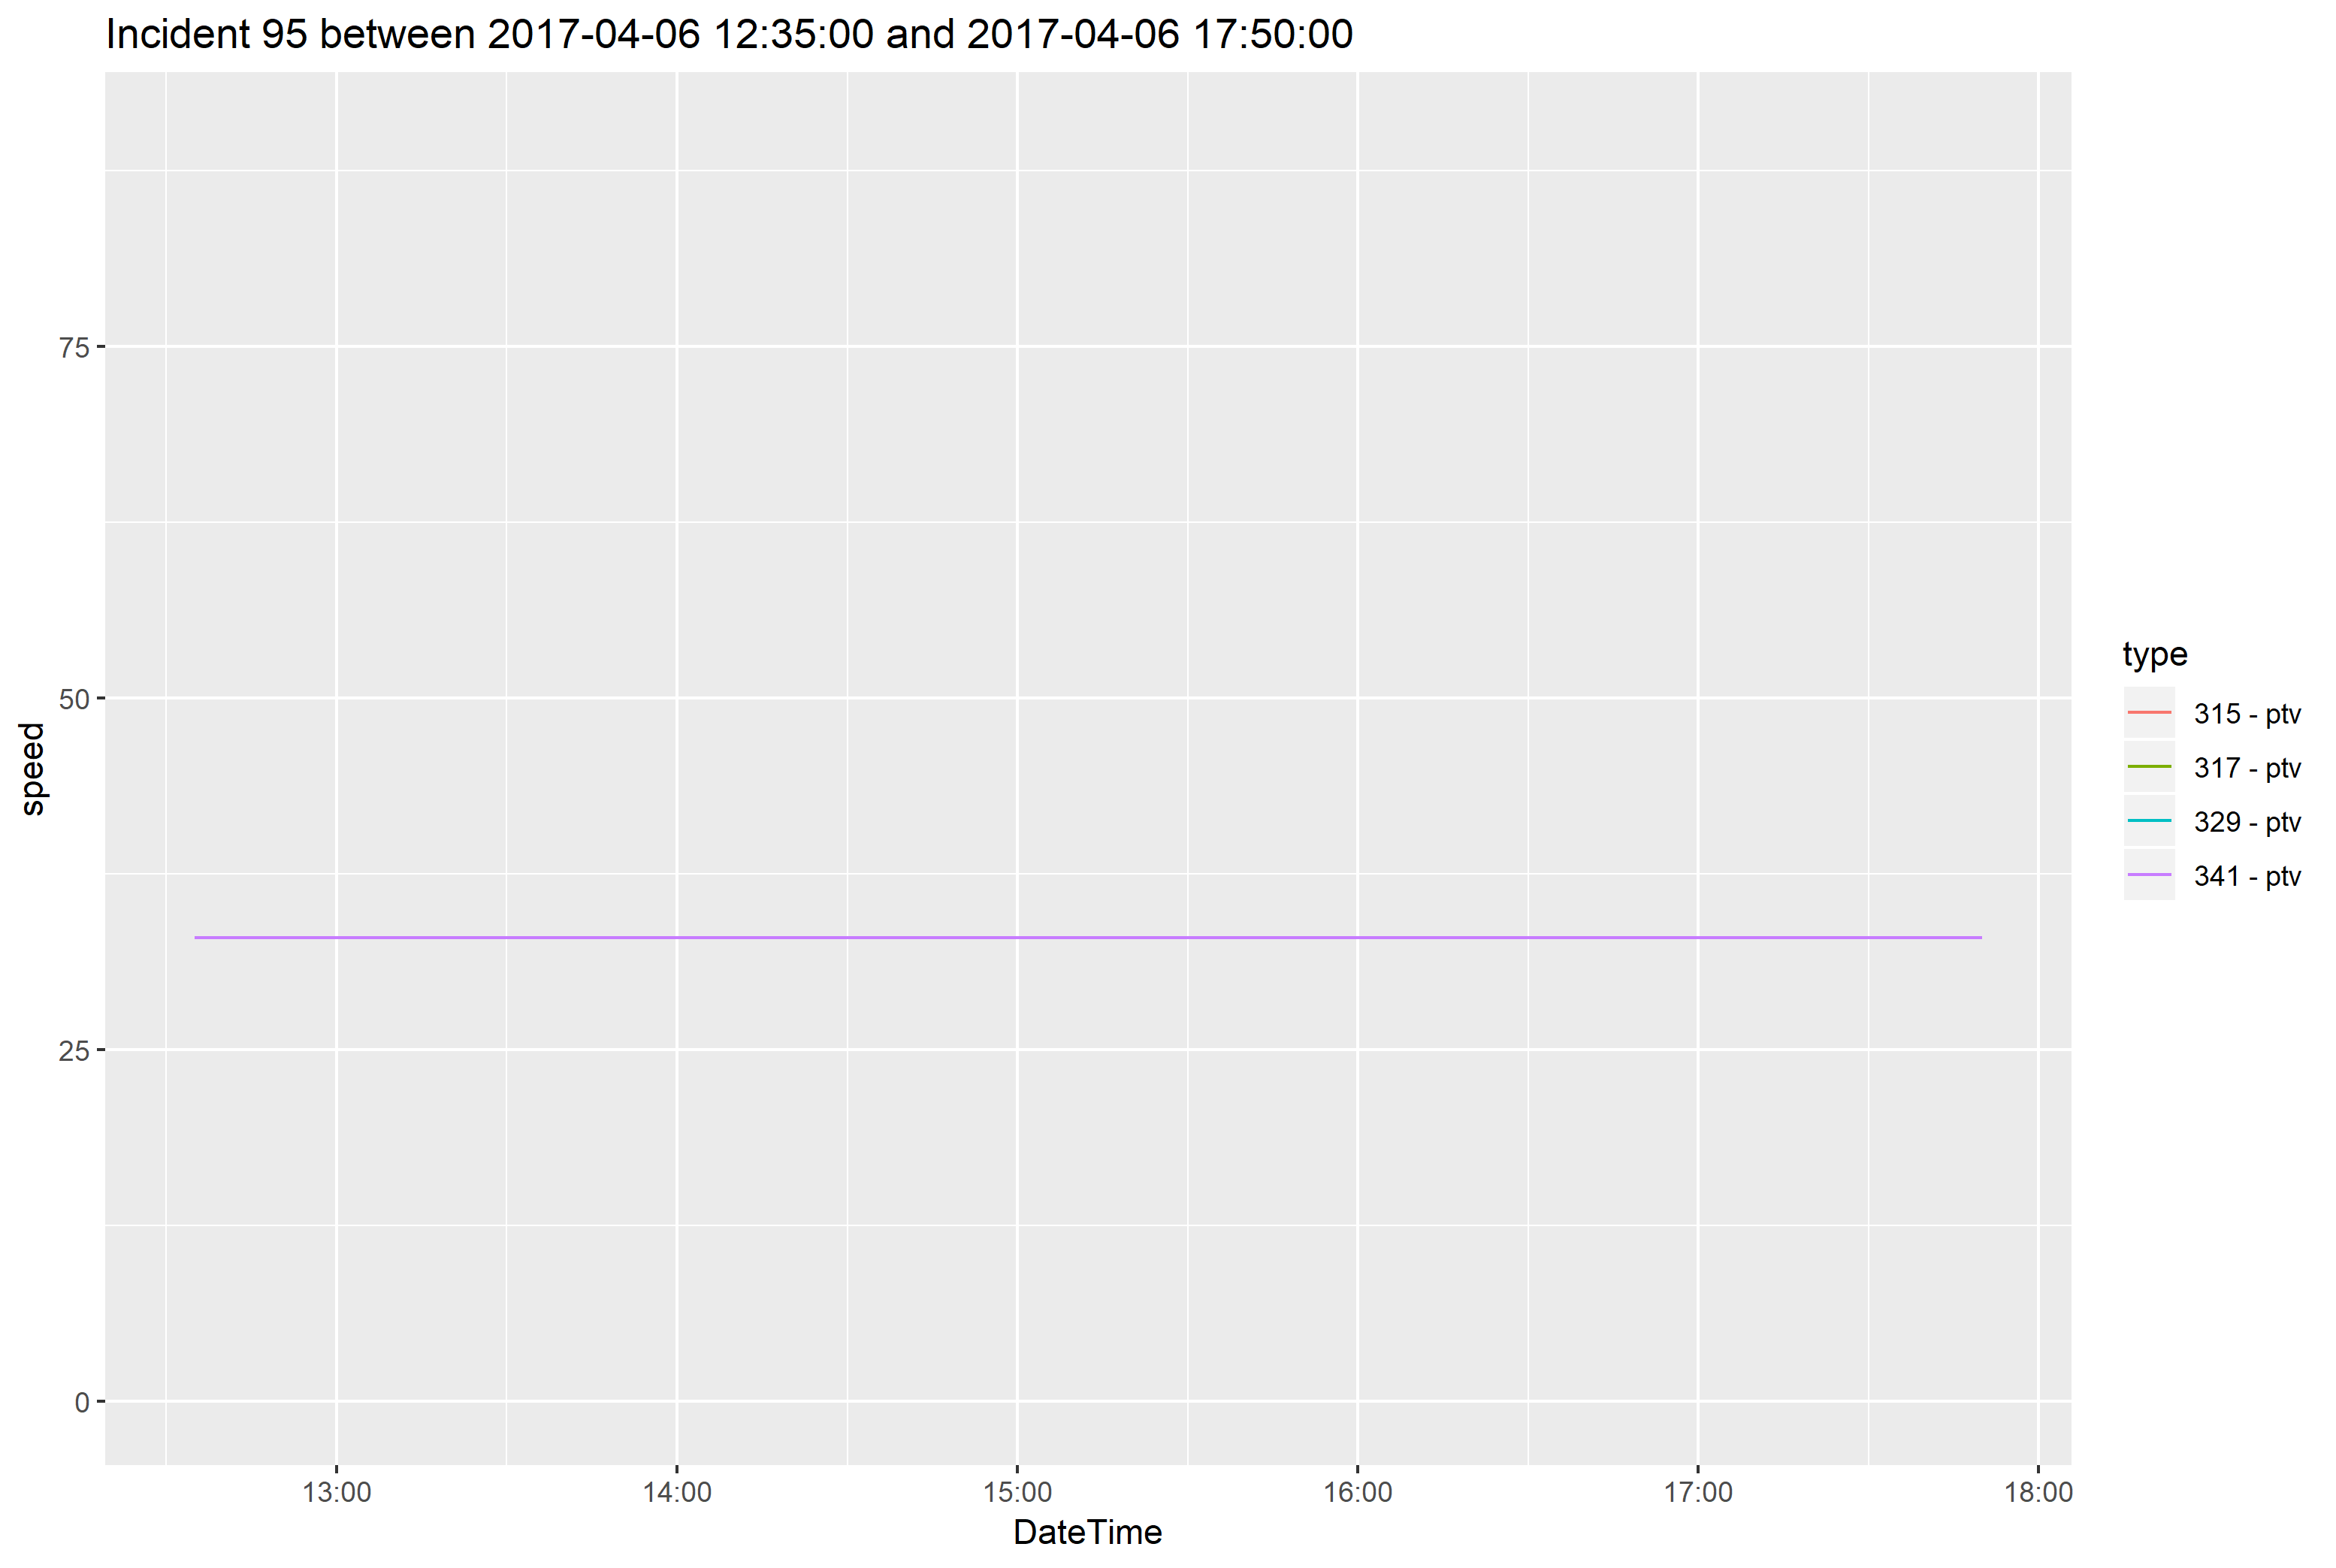 Incident 95 between 2017-04-06 12:35:00 and 2017-04-06 17:50:00
75
50
25
0
speed
13:00 14:00 15:00 16:00 17:00 18:00
DateTime
type
315 - ptv
317 - ptv
329 - ptv
341 - ptv